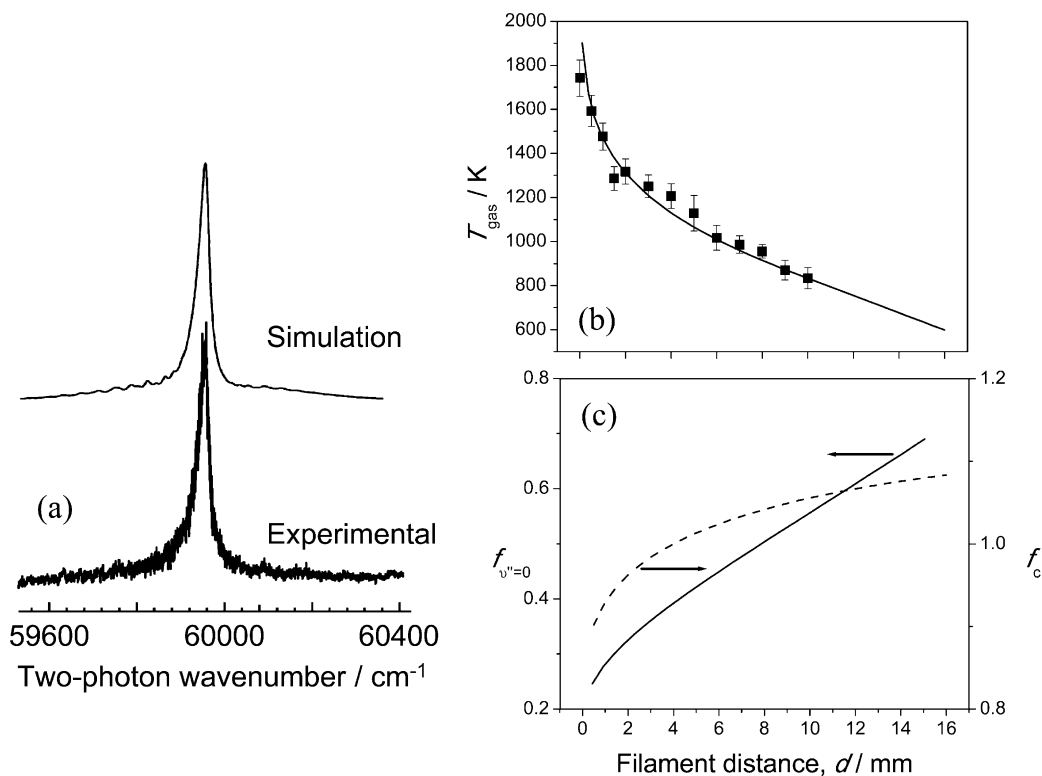 Simulation
(a)
Experimental
59600 60000 60400
Two-photon wavenumber / cm⁻¹
2000
1800
1600
1400
1200
1000
800
600
T_gas / K
(b)
0.8
0.6
0.4
0.2
f_υ"=0
(c)
1.2
1.0
0.8
f_c
0 2 4 6 8 10 12 14 16
Filament distance, d / mm